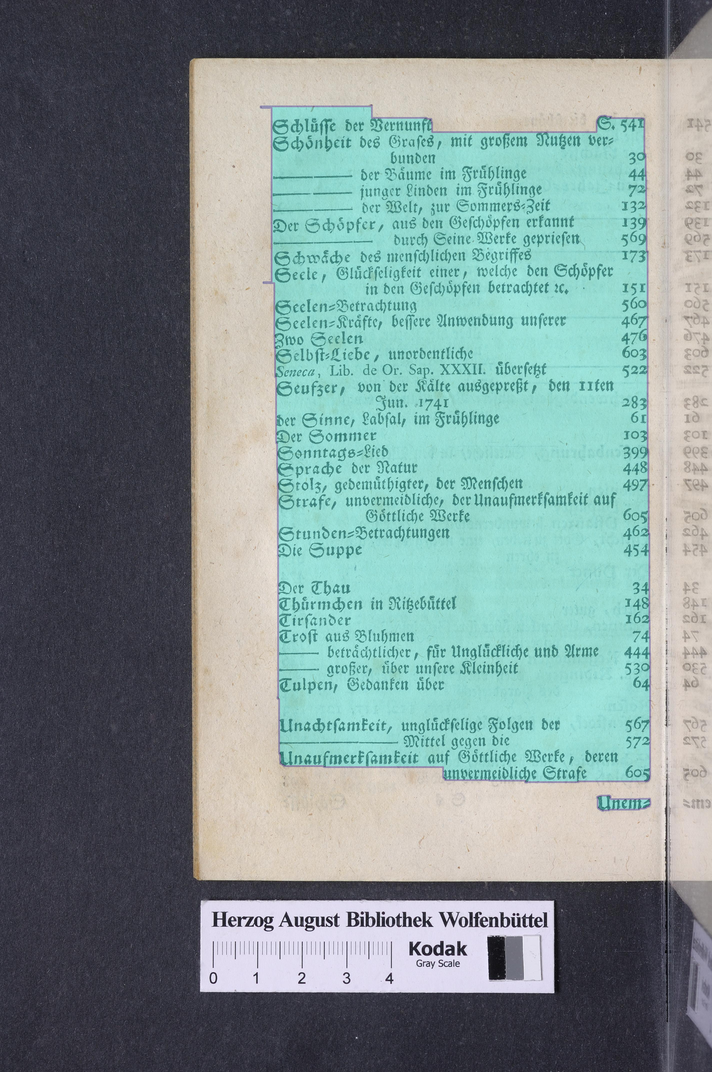 Schlüsse der Vernunft S. 541
Schönheit des Grases, mit großem Nutzen ver-
bunden 30
——— der Bäume im Frühlinge 44
——— junger Linden im Frühlinge 72
——— der Welt, zur Sommers-Zeit 132
Der Schöpfer, aus den Geschöpfen erkannt 139
——— durch Seine Werke gepriesen 569
Schwäche des menschlichen Begriffes 173
Seele, Glückseligkeit einer, welche den Schöpfer
in den Geschöpfen betrachtet ꝛc. 151
Seelen-Betrachtung 560
Seelen-Kräfte, bessere Anwendung unserer 467
Zwo Seelen 476
Selbst-Liebe, unordentliche 603
Seneca, Lib. de Or. Sap. XXXII. übersetzt 522
Seufzer, von der Kälte ausgepreßt, den 11ten
Jun. 1741 283
der Sinne, Labsal, im Frühlinge 61
Der Sommer 103
Sonntags-Lied 399
Sprache der Natur 448
Stolz, gedemüthigter, der Menschen 497
Strafe, unvermeidliche, der Unaufmerksamkeit auf
Göttliche Werke 605
Stunden-Betrachtungen 462
Die Suppe 454
Der Thau 34
Thürmchen in Ritzebüttel 148
Tirsander 162
Trost aus Bluhmen 74
—— beträchtlicher, für Unglückliche und Arme 444
—— großer, über unsere Kleinheit 530
Tulpen, Gedanken über 64
Unachtsamkeit, unglückselige Folgen der 567
——— Mittel gegen die 572
Unaufmerksamkeit auf Göttliche Werke, deren
unvermeidliche Strafe 605
Unem-
Herzog August Bibliothek Wolfenbüttel
Kodak
Gray Scale
0 1 2 3 4